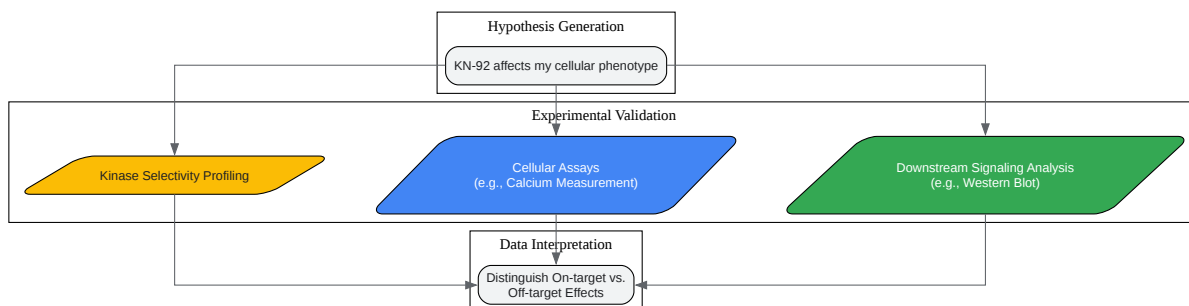 Hypothesis Generation
KN-92 affects my cellular phenotype
Experimental Validation
Kinase Selectivity Profiling
Cellular Assays
(e.g., Calcium Measurement)
Downstream Signaling Analysis
(e.g., Western Blot)
Data Interpretation
Distinguish On-target vs.
Off-target Effects